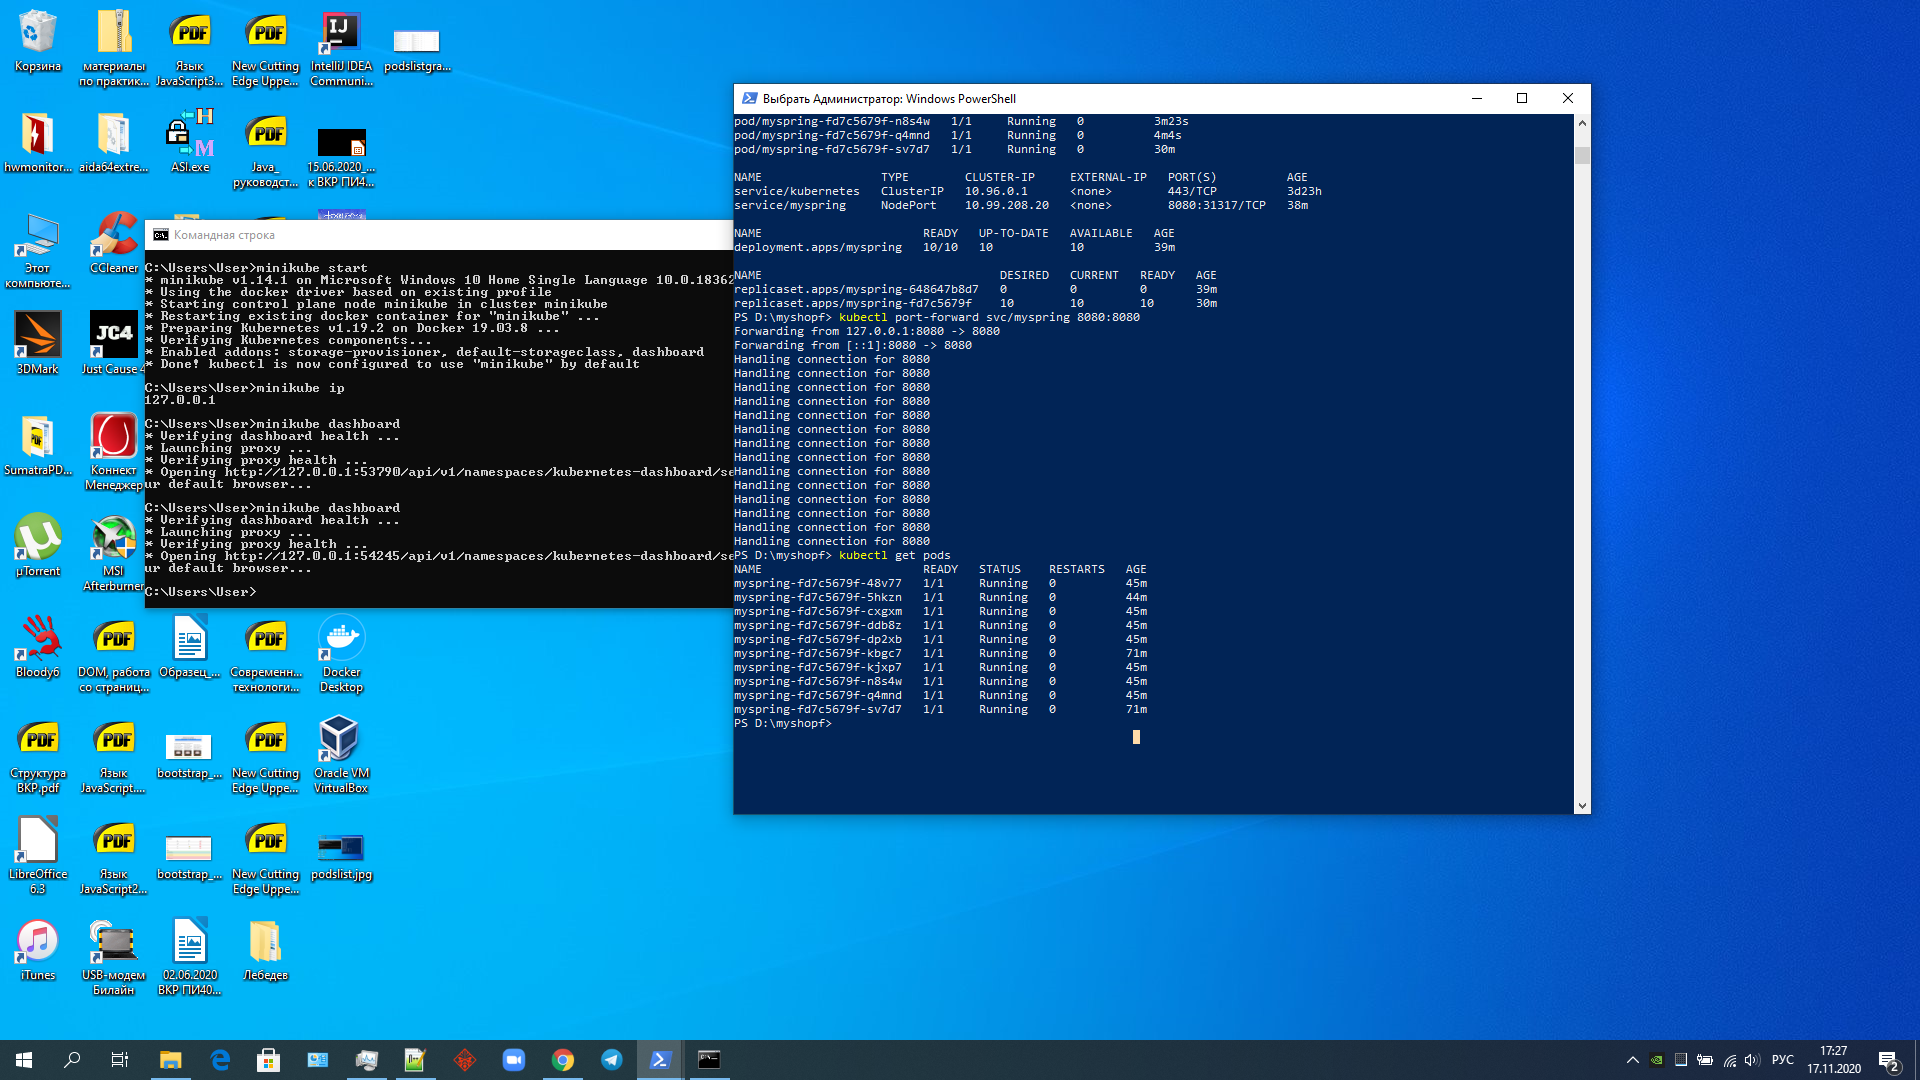 Корзина
материалы
по практик...
Язык
JavaScript3...
New Cutting
Edge Uppe...
IntelliJ IDEA
Communi...
podslistgra...
hwmonitor...
aida64extre...
ASI.exe
Java_
руководст...
15.06.2020_...
к ВКР ПИ4...
Этот
компьюте...
CCleaner
3DMark
Just Cause 4
SumatraPD...
Коннект
Менеджер
µTorrent
MSI
Afterburner
Bloody6
DOM, работа
со страниц...
Образец_...
Современн...
технологи...
Docker
Desktop
Структура
ВКР.pdf
Язык
JavaScript....
bootstrap_...
New Cutting
Edge Uppe...
Oracle VM
VirtualBox
LibreOffice
6.3
Язык
JavaScript2...
bootstrap_...
New Cutting
Edge Uppe...
podslist.jpg
iTunes
USB-модем
Билайн
02.06.2020
ВКР ПИ40...
Лебедев
Командная строка
C:\Users\User>minikube start
* minikube v1.14.1 on Microsoft Windows 10 Home Single Language 10.0.18362
* Using the docker driver based on existing profile
* Starting control plane node minikube in cluster minikube
* Restarting existing docker container for "minikube" ...
* Preparing Kubernetes v1.19.2 on Docker 19.03.8 ...
* Verifying Kubernetes components...
* Enabled addons: storage-provisioner, default-storageclass, dashboard
* Done! kubectl is now configured to use "minikube" by default
C:\Users\User>minikube ip
127.0.0.1
C:\Users\User>minikube dashboard
* Verifying dashboard health ...
* Launching proxy ...
* Verifying proxy health ...
* Opening http://127.0.0.1:53790/api/v1/namespaces/kubernetes-dashboard/se
ur default browser...
C:\Users\User>minikube dashboard
* Verifying dashboard health ...
* Launching proxy ...
* Verifying proxy health ...
* Opening http://127.0.0.1:54245/api/v1/namespaces/kubernetes-dashboard/se
ur default browser...
C:\Users\User>
Выбрать Администратор: Windows PowerShell
pod/myspring-fd7c5679f-n8s4w 1/1 Running 0 3m23s
pod/myspring-fd7c5679f-q4mnd 1/1 Running 0 4m4s
pod/myspring-fd7c5679f-sv7d7 1/1 Running 0 30m
NAME TYPE CLUSTER-IP EXTERNAL-IP PORT(S) AGE
service/kubernetes ClusterIP 10.96.0.1 <none> 443/TCP 3d23h
service/myspring NodePort 10.99.208.20 <none> 8080:31317/TCP 38m
NAME READY UP-TO-DATE AVAILABLE AGE
deployment.apps/myspring 10/10 10 10 39m
NAME DESIRED CURRENT READY AGE
replicaset.apps/myspring-648647b8d7 0 0 0 39m
replicaset.apps/myspring-fd7c5679f 10 10 10 30m
PS D:\myshopf> kubectl port-forward svc/myspring 8080:8080
Forwarding from 127.0.0.1:8080 -> 8080
Forwarding from [::1]:8080 -> 8080
Handling connection for 8080
Handling connection for 8080
Handling connection for 8080
Handling connection for 8080
Handling connection for 8080
Handling connection for 8080
Handling connection for 8080
Handling connection for 8080
Handling connection for 8080
Handling connection for 8080
Handling connection for 8080
Handling connection for 8080
Handling connection for 8080
Handling connection for 8080
PS D:\myshopf> kubectl get pods
NAME READY STATUS RESTARTS AGE
myspring-fd7c5679f-48v77 1/1 Running 0 45m
myspring-fd7c5679f-5hkzn 1/1 Running 0 44m
myspring-fd7c5679f-cxgxm 1/1 Running 0 45m
myspring-fd7c5679f-ddb8z 1/1 Running 0 45m
myspring-fd7c5679f-dp2xb 1/1 Running 0 45m
myspring-fd7c5679f-kbgc7 1/1 Running 0 71m
myspring-fd7c5679f-kjxp7 1/1 Running 0 45m
myspring-fd7c5679f-n8s4w 1/1 Running 0 45m
myspring-fd7c5679f-q4mnd 1/1 Running 0 45m
myspring-fd7c5679f-sv7d7 1/1 Running 0 71m
PS D:\myshopf>
РУС
17:27
17.11.2020
2